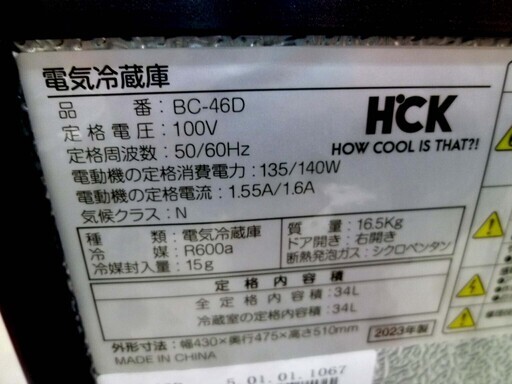 電気冷蔵庫
品 番：BC-46D
定格電圧：100V
定格周波数：50/60Hz
電動機の定格消費電力：135/140W
電動機の定格電流：1.55A/1.6A
気候クラス：N
HCK
HOW COOL IS THAT?!
種 類：電気冷蔵庫
冷 媒：R600a
冷媒封入量：15g
質 量：16.5Kg
ドア開き：右開き
断熱発泡ガス：シクロペンタン
定格内容積
全定格内容積：34L
冷蔵室の定格内容積：34L
外形寸法：幅430×奥行475×高さ510mm
2023年製
MADE IN CHINA
5.01.01.1067